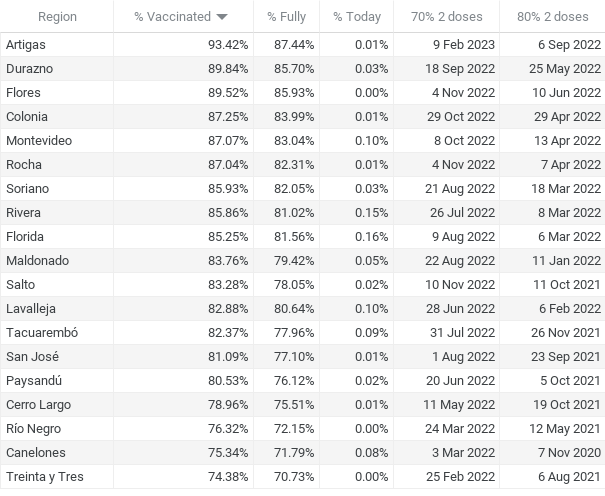 Region % Vaccinated % Fully % Today 70% 2 doses 80% 2 doses
Artigas 93.42% 87.44% 0.01% 9 Feb 2023 6 Sep 2022
Durazno 89.84% 85.70% 0.03% 18 Sep 2022 25 May 2022
Flores 89.52% 85.93% 0.00% 4 Nov 2022 10 Jun 2022
Colonia 87.25% 83.99% 0.01% 29 Oct 2022 29 Apr 2022
Montevideo 87.07% 83.04% 0.10% 8 Oct 2022 13 Apr 2022
Rocha 87.04% 82.31% 0.01% 4 Nov 2022 7 Apr 2022
Soriano 85.93% 82.05% 0.03% 21 Aug 2022 18 Mar 2022
Rivera 85.86% 81.02% 0.15% 26 Jul 2022 8 Mar 2022
Florida 85.25% 81.56% 0.16% 9 Aug 2022 6 Mar 2022
Maldonado 83.76% 79.42% 0.05% 22 Aug 2022 11 Jan 2022
Salto 83.28% 78.05% 0.02% 10 Nov 2022 11 Oct 2021
Lavalleja 82.88% 80.64% 0.10% 28 Jun 2022 6 Feb 2022
Tacuarembó 82.37% 77.96% 0.09% 31 Jul 2022 26 Nov 2021
San José 81.09% 77.10% 0.01% 1 Aug 2022 23 Sep 2021
Paysandú 80.53% 76.12% 0.02% 20 Jun 2022 5 Oct 2021
Cerro Largo 78.96% 75.51% 0.01% 11 May 2022 19 Oct 2021
Río Negro 76.32% 72.15% 0.00% 24 Mar 2022 12 May 2021
Canelones 75.34% 71.79% 0.08% 3 Mar 2022 7 Nov 2020
Treinta y Tres 74.38% 70.73% 0.00% 25 Feb 2022 6 Aug 2021